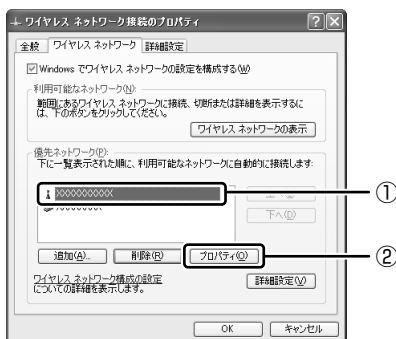 ワイヤレス ネットワーク接続のプロパティ
全般 ワイヤレス ネットワーク 詳細設定
Windows でワイヤレス ネットワークの設定を構成する(W)
利用可能なネットワーク(N):
範囲にあるワイヤレス ネットワークに接続、切断または詳細を表示するに
は、下のボタンをクリックしてください。
ワイヤレス ネットワークの表示
優先ネットワーク(P):
下に一覧表示された順に、利用可能なネットワークに自動的に接続します:
XXXXXXXXXX
①
下へ(D)
追加(A)... 削除(R) プロパティ(O)
②
ワイヤレス ネットワーク構成の設定
についての詳細を表示します。
詳細設定(V)
OK キャンセル